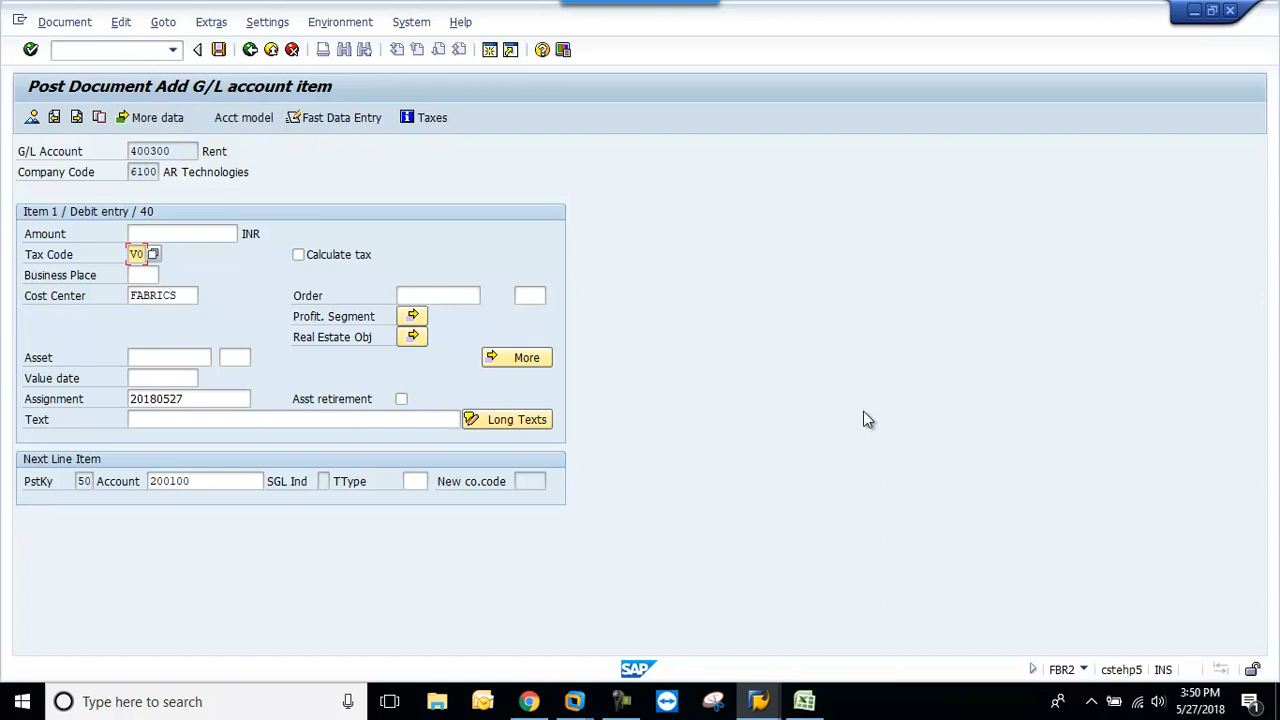 Document Edit Goto Extras Settings Environment System Help
Post Document Add G/L account item
More data Acct model Fast Data Entry Taxes
G/L Account 400300 Rent
Company Code 6100 AR Technologies
Item 1 / Debit entry / 40
Amount INR
Tax Code V0 Calculate tax
Business Place
Cost Center FABRICS Order
Profit. Segment
Real Estate Obj
Asset More
Value date
Assignment 20180527 Asst retirement
Text Long Texts
Next Line Item
PstKy 50 Account 200100 SGL Ind TType New co.code
SAP FBR2 cstehp5 INS
Type here to search 3:50 PM
5/27/2018 1